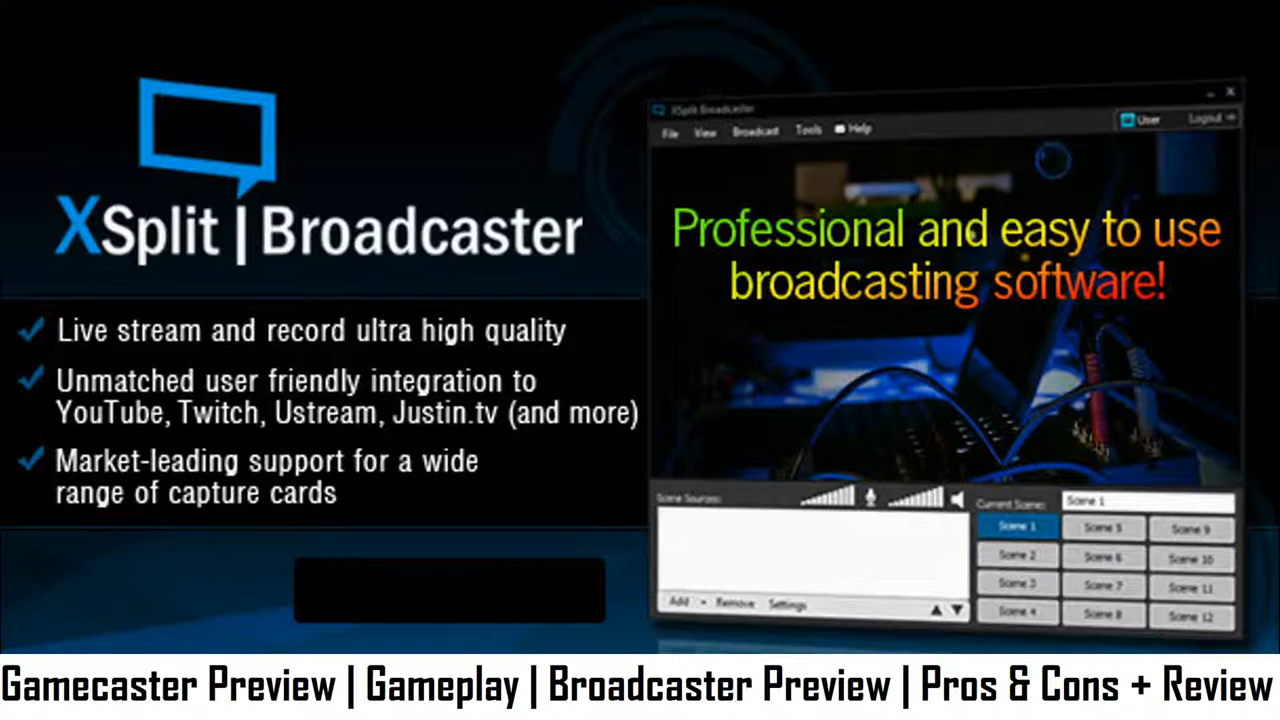 XSplit | Broadcaster
Live stream and record ultra high quality
Unmatched user friendly integration to
YouTube, Twitch, Ustream, Justin.tv (and more)
Market-leading support for a wide
range of capture cards
XSplit Broadcaster
File View Broadcast Tools Help
User Logout
Professional and easy to use
broadcasting software!
Scene Sources:
Add Remove Settings
Current Scene: Scene 1
Scene 1 Scene 5 Scene 9
Scene 2 Scene 6 Scene 10
Scene 3 Scene 7 Scene 11
Scene 4 Scene 8 Scene 12
Gamecaster Preview | Gameplay | Broadcaster Preview | Pros & Cons + Review